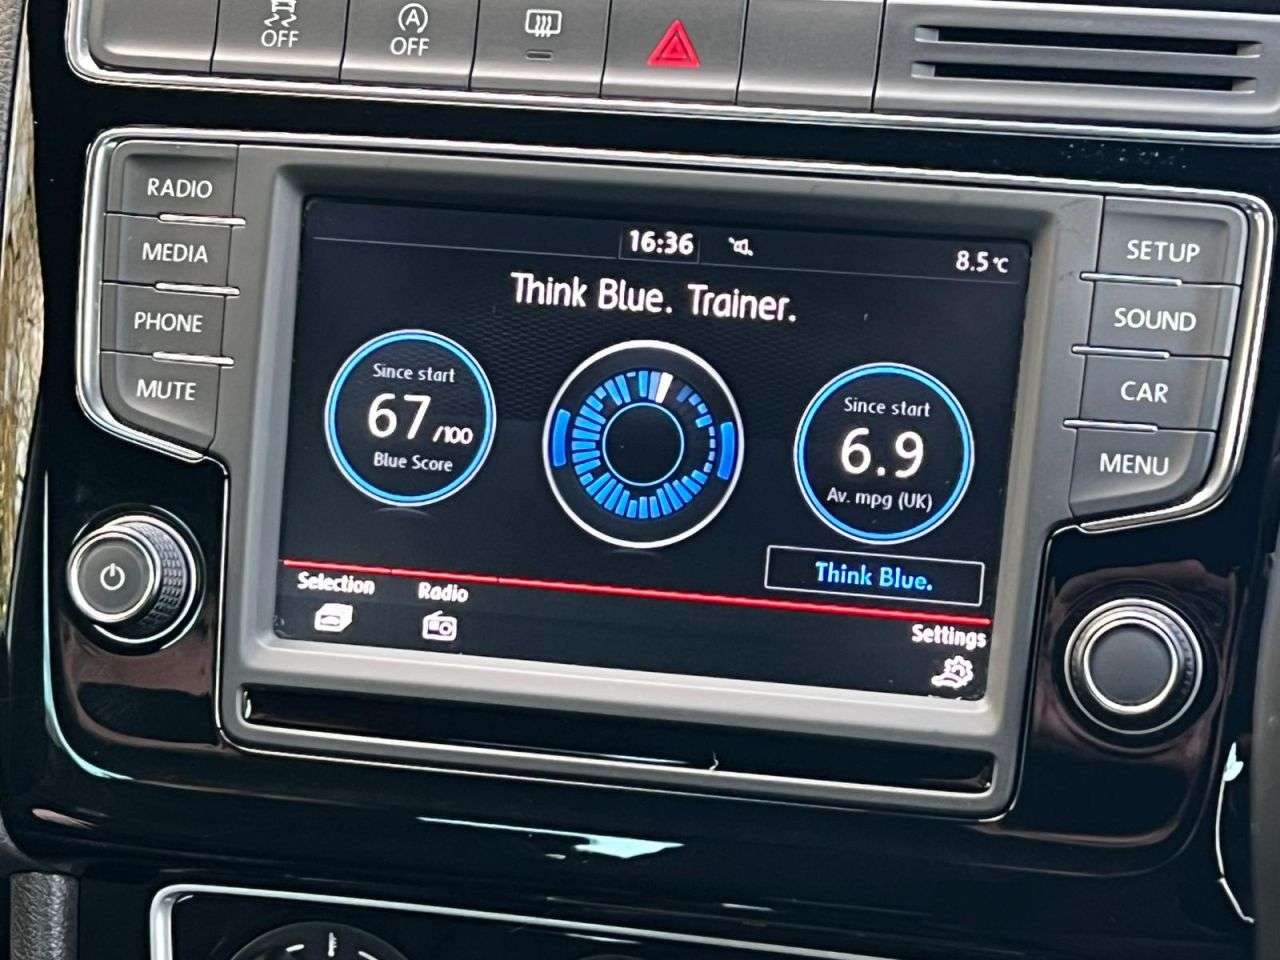 OFF
A
OFF
RADIO
MEDIA
PHONE
MUTE
16:36
8.5°C
Think Blue. Trainer.
Since start
67/100
Blue Score
Since start
6.9
Av. mpg (UK)
Think Blue.
Selection
Radio
Settings
SETUP
SOUND
CAR
MENU